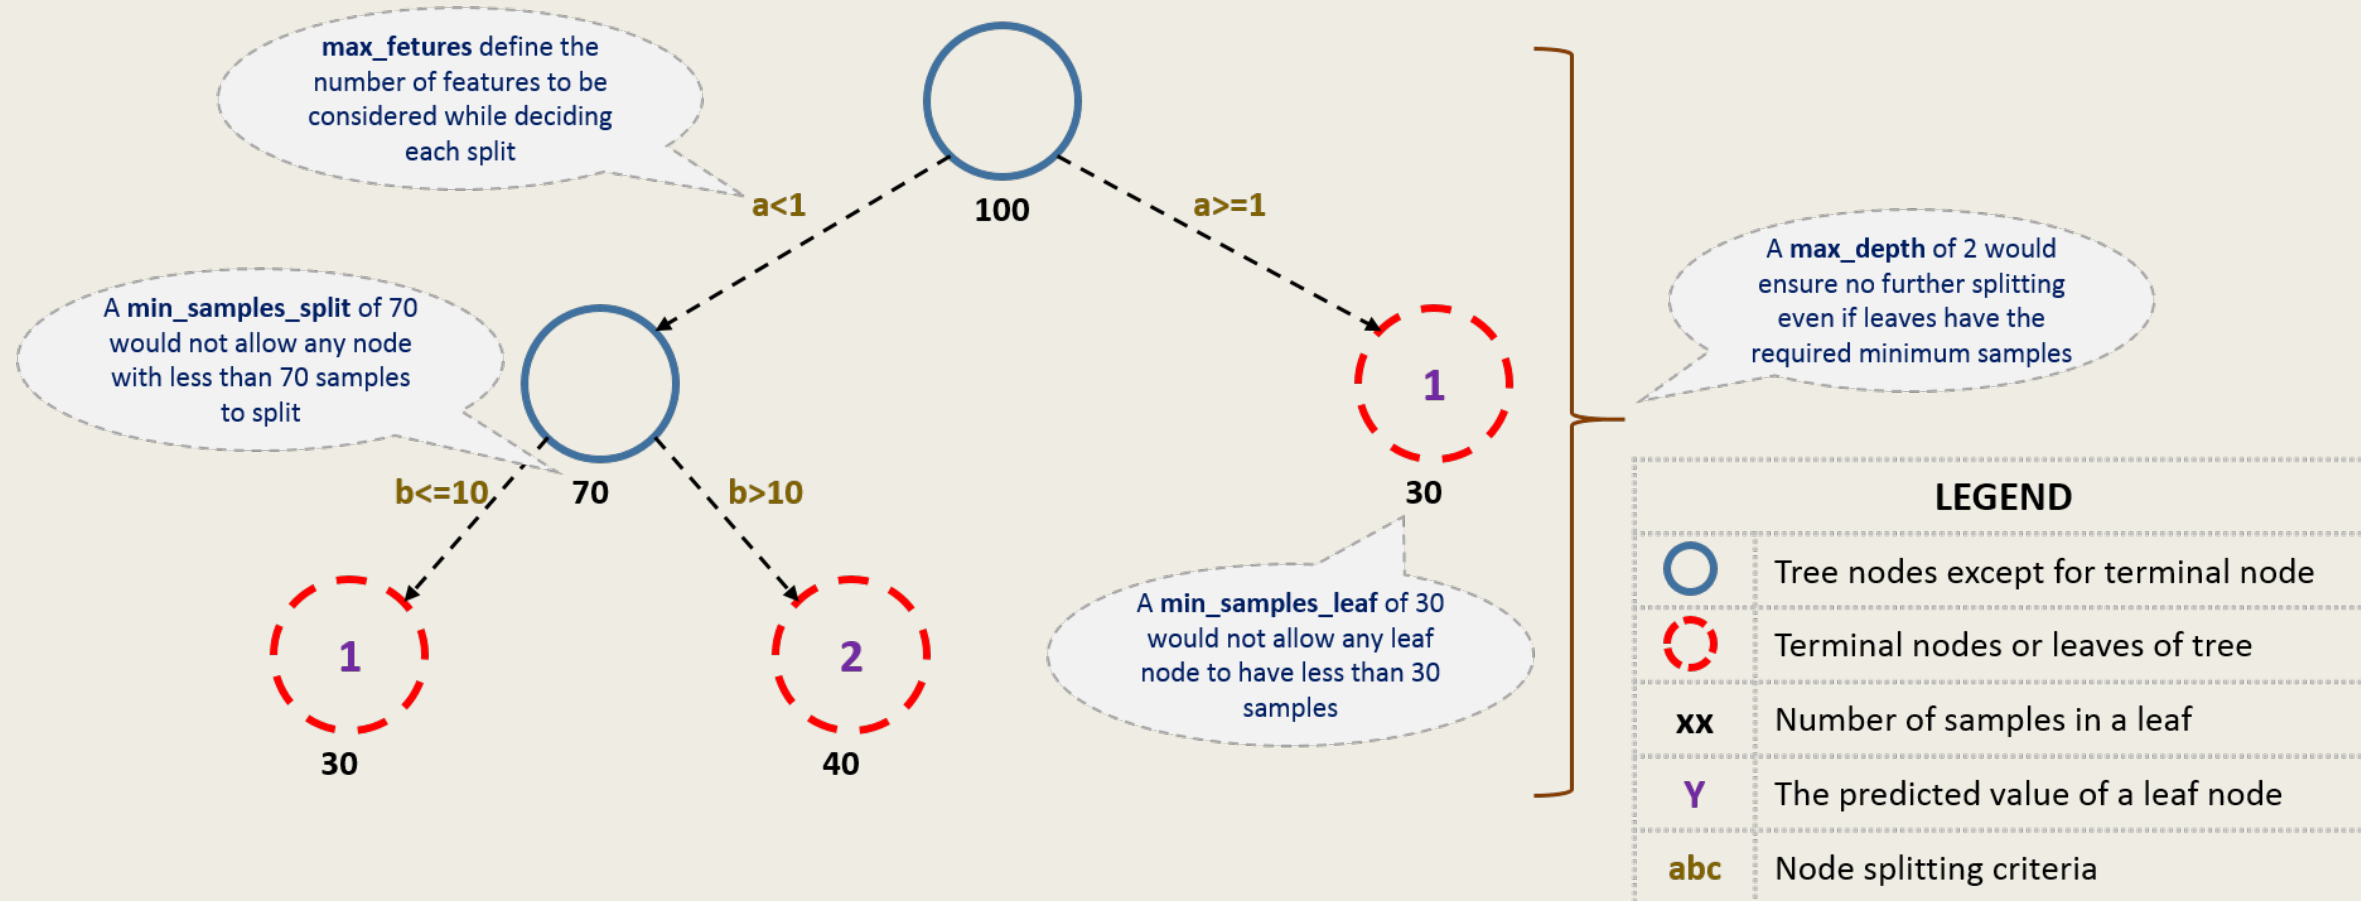 max_fetures define the
number of features to be
considered while deciding
each split
a<1
100
a>=1
A max_depth of 2 would
ensure no further splitting
even if leaves have the
required minimum samples
A min_samples_split of 70
would not allow any node
with less than 70 samples
to split
1
b<=10
70
b>10
30
A min_samples_leaf of 30
would not allow any leaf
node to have less than 30
samples
1
2
30
40
LEGEND
Tree nodes except for terminal node
Terminal nodes or leaves of tree
xx Number of samples in a leaf
Y The predicted value of a leaf node
abc Node splitting criteria